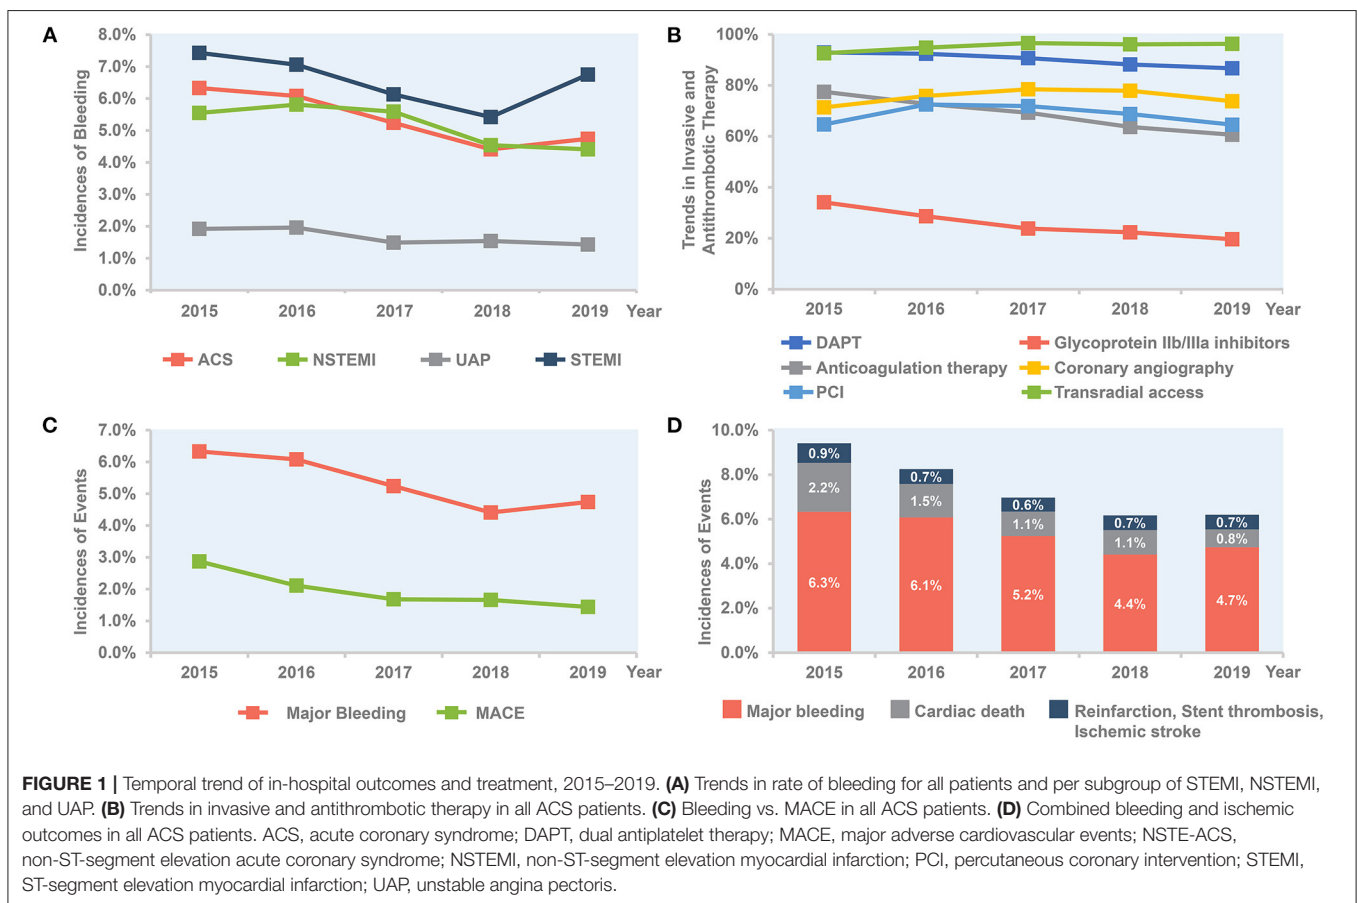 A
8.0%
7.0%
6.0%
5.0%
4.0%
3.0%
2.0%
1.0%
0.0%
Incidences of Bleeding
2015 2016 2017 2018 2019 Year
ACS NSTEMI UAP STEMI
B
100%
80%
60%
40%
20%
0%
Trends in Invasive and
Antithrombotic Therapy
2015 2016 2017 2018 2019 Year
DAPT Glycoprotein IIb/IIIa inhibitors
Anticoagulation therapy Coronary angiography
PCI Transradial access
C
7.0%
6.0%
5.0%
4.0%
3.0%
2.0%
1.0%
0.0%
Incidences of Events
2015 2016 2017 2018 2019 Year
Major Bleeding MACE
D
10.0%
8.0%
6.0%
4.0%
2.0%
0.0%
Incidences of Events
0.9%
2.2%
6.3%
0.7%
1.5%
6.1%
0.6%
1.1%
5.2%
0.7%
1.1%
4.4%
0.7%
0.8%
4.7%
2015 2016 2017 2018 2019 Year
Major bleeding Cardiac death Reinfarction, Stent thrombosis,
Ischemic stroke
FIGURE 1 | Temporal trend of in-hospital outcomes and treatment, 2015–2019. (A) Trends in rate of bleeding for all patients and per subgroup of STEMI, NSTEMI,
and UAP. (B) Trends in invasive and antithrombotic therapy in all ACS patients. (C) Bleeding vs. MACE in all ACS patients. (D) Combined bleeding and ischemic
outcomes in all ACS patients. ACS, acute coronary syndrome; DAPT, dual antiplatelet therapy; MACE, major adverse cardiovascular events; NSTE-ACS,
non-ST-segment elevation acute coronary syndrome; NSTEMI, non-ST-segment elevation myocardial infarction; PCI, percutaneous coronary intervention; STEMI,
ST-segment elevation myocardial infarction; UAP, unstable angina pectoris.